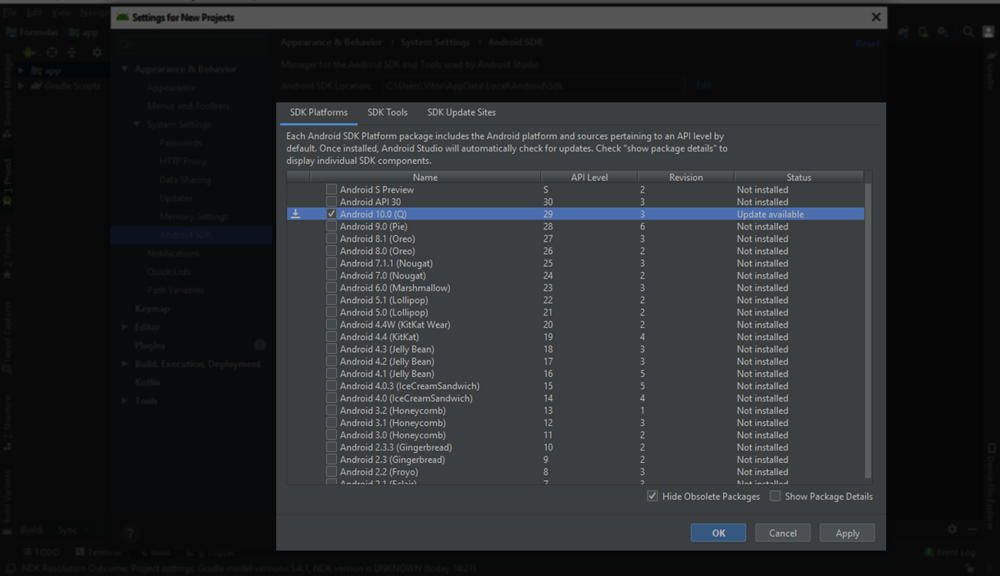 File Edit View Naviga
Settings for New Projects
Formulas app
Appearance & Behavior › System Settings › Android SDK Reset
Manager for the Android SDK and Tools used by Android Studio
Android SDK Location: C:\Users\Vitor\AppData\Local\Android\Sdk Edit
app
Gradle Scripts
Resource Manager
1: Project
2: Favorites
Layout Captures
Build Variants
Appearance & Behavior
Appearance
Menus and Toolbars
System Settings
Passwords
HTTP Proxy
Data Sharing
Updates
Memory Settings
Android SDK
Notifications
Quick Lists
Path Variables
Keymap
Editor
Plugins
Build, Execution, Deployment
Kotlin
Tools
SDK Platforms SDK Tools SDK Update Sites
Each Android SDK Platform package includes the Android platform and sources pertaining to an API level by
default. Once installed, Android Studio will automatically check for updates. Check "show package details" to
display individual SDK components.
Name API Level Revision Status
Android S Preview S 2 Not installed
Android API 30 30 3 Not installed
Android 10.0 (Q) 29 3 Update available
Android 9.0 (Pie) 28 6 Not installed
Android 8.1 (Oreo) 27 3 Not installed
Android 8.0 (Oreo) 26 2 Not installed
Android 7.1.1 (Nougat) 25 3 Not installed
Android 7.0 (Nougat) 24 2 Not installed
Android 6.0 (Marshmallow) 23 3 Not installed
Android 5.1 (Lollipop) 22 2 Not installed
Android 5.0 (Lollipop) 21 2 Not installed
Android 4.4W (KitKat Wear) 20 2 Not installed
Android 4.4 (KitKat) 19 4 Not installed
Android 4.3 (Jelly Bean) 18 3 Not installed
Android 4.2 (Jelly Bean) 17 3 Not installed
Android 4.1 (Jelly Bean) 16 5 Not installed
Android 4.0.3 (IceCreamSandwich) 15 5 Not installed
Android 4.0 (IceCreamSandwich) 14 4 Not installed
Android 3.2 (Honeycomb) 13 1 Not installed
Android 3.1 (Honeycomb) 12 3 Not installed
Android 3.0 (Honeycomb) 11 2 Not installed
Android 2.3.3 (Gingerbread) 10 2 Not installed
Android 2.3 (Gingerbread) 9 2 Not installed
Android 2.2 (Froyo) 8 3 Not installed
Android 2.1 (Eclair) 7 3 Not installed
Hide Obsolete Packages Show Package Details
OK Cancel Apply
Gradle
Device File Explorer
Build: Sync
TODO Terminal Build Logcat
Event Log
NDK Resolution Outcome: Project settings: Gradle model version= 5.4.1, NDK version is UNKNOWN (today 14:21)